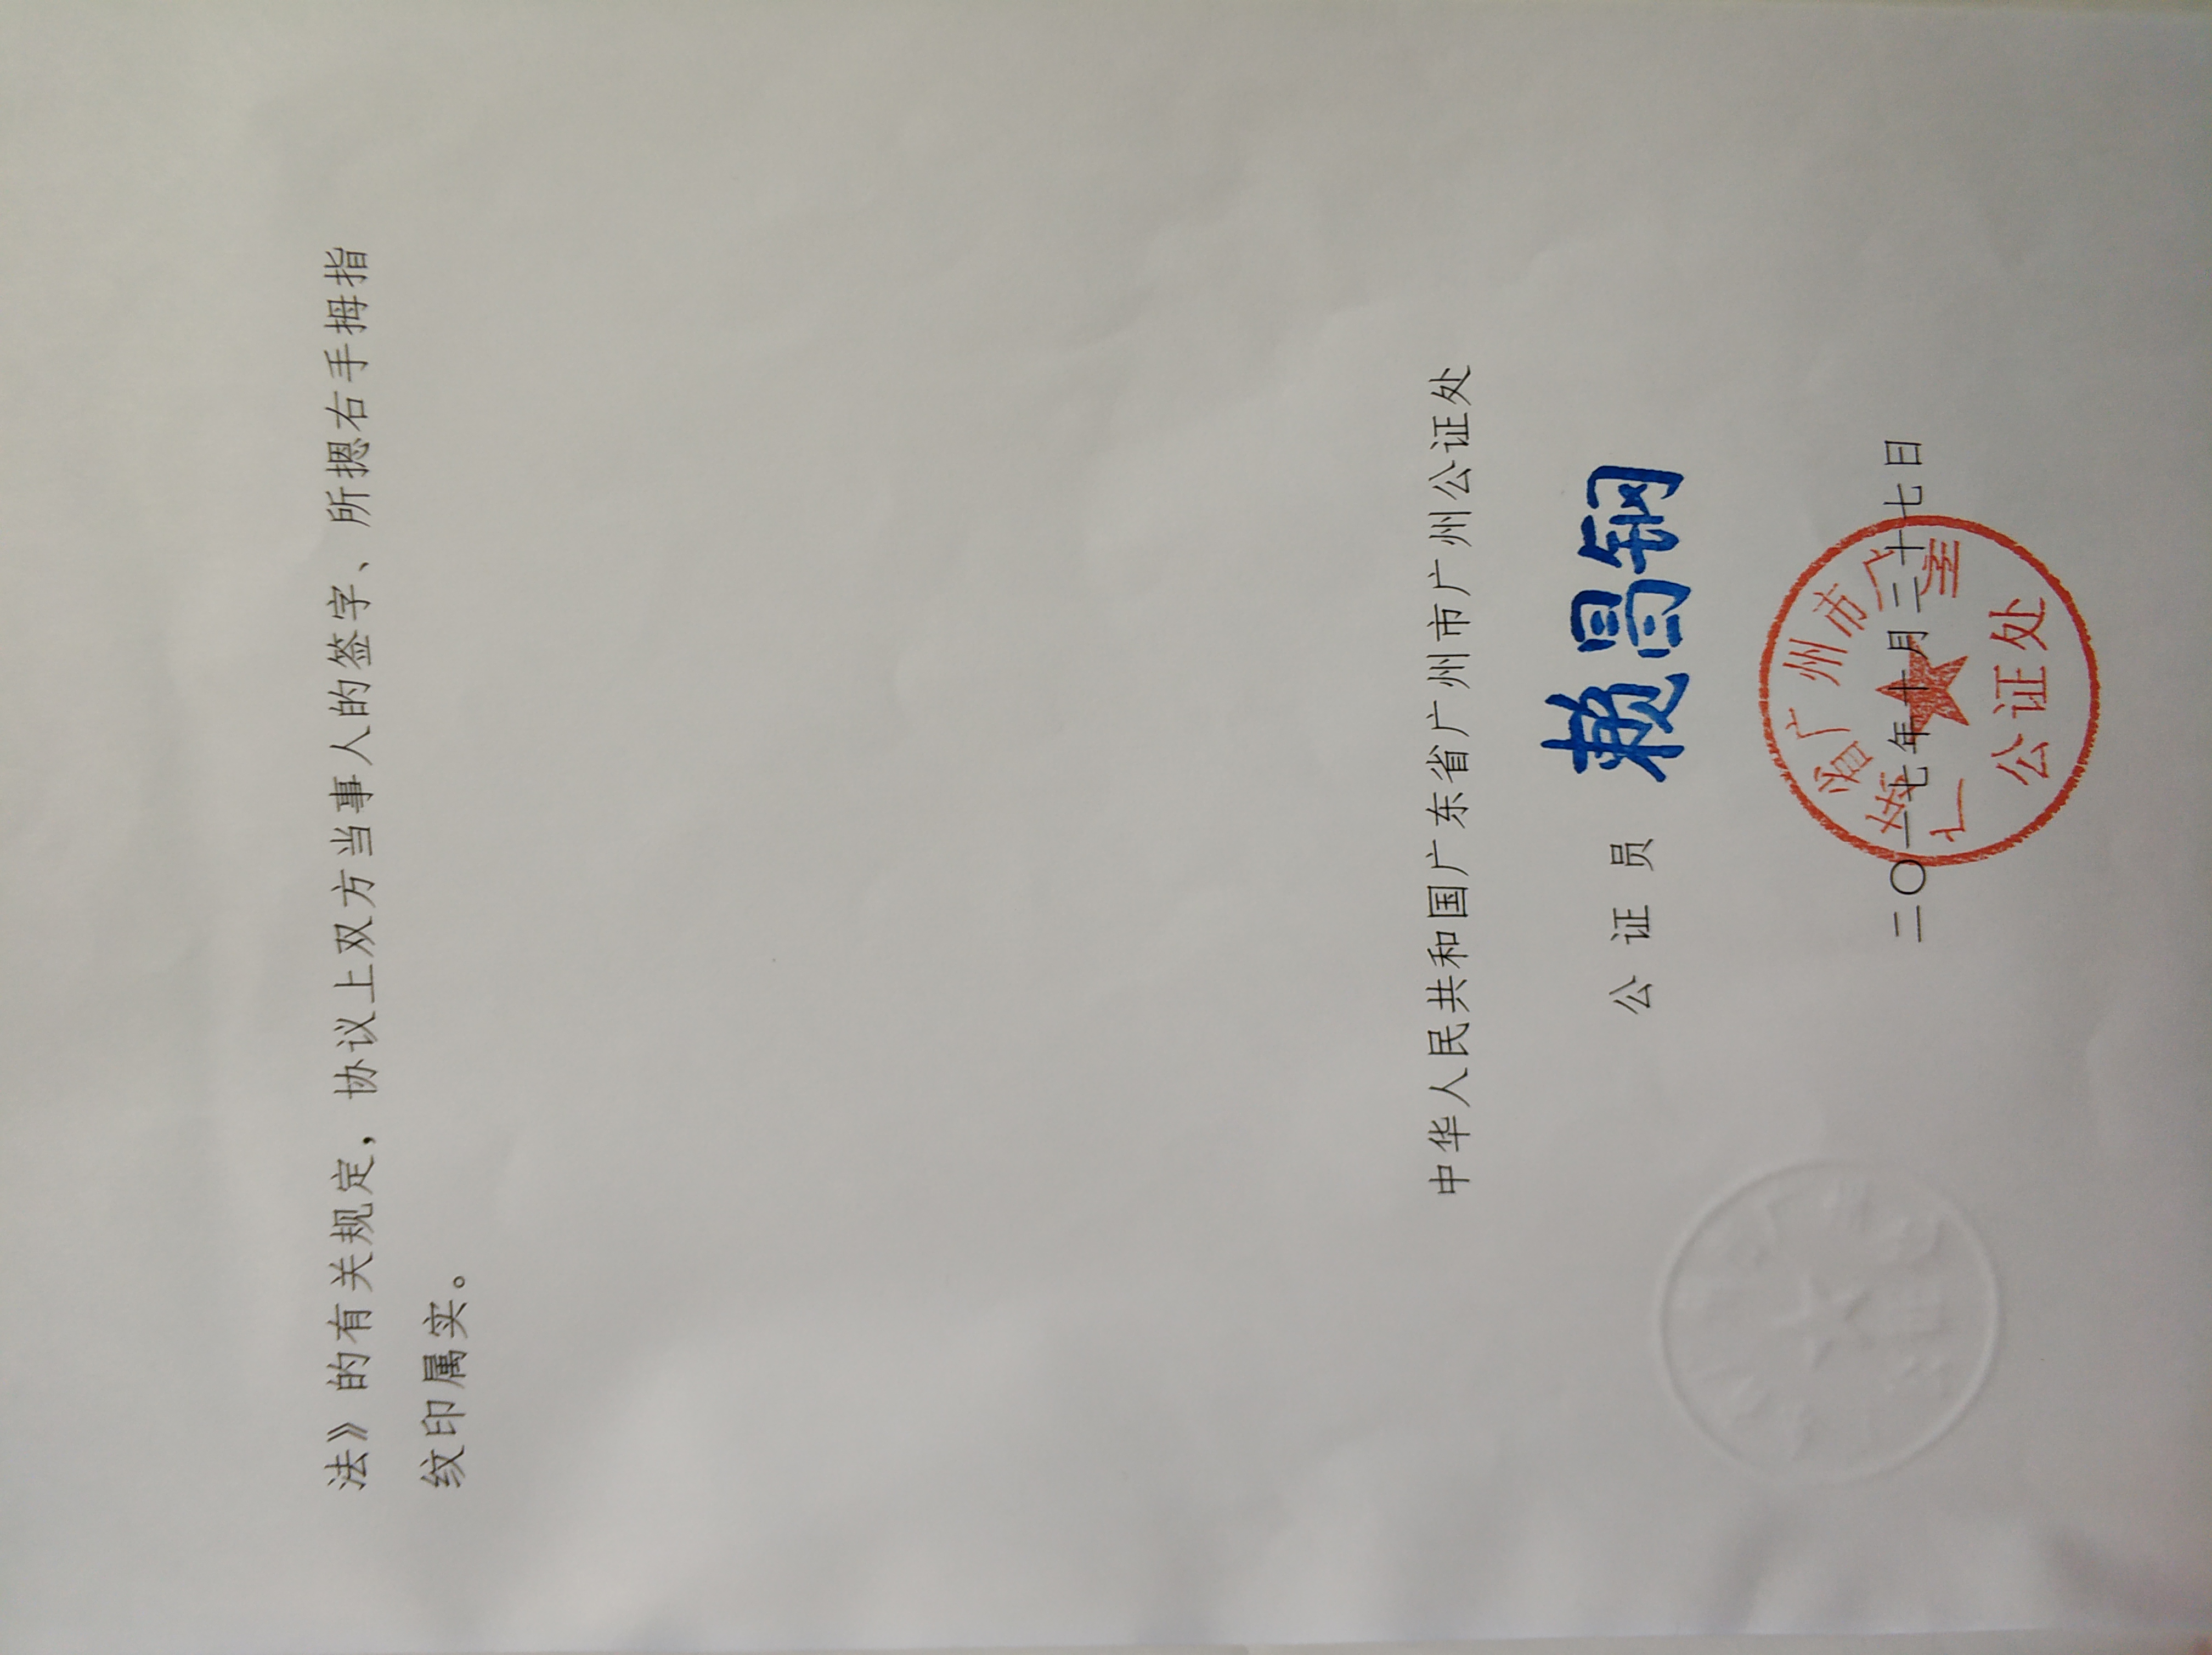 法》的有关规定，协议上双方当事人的签字、所摁右手拇指
纹印属实。
中华人民共和国广东省广州市广州公证处
公证员 赖昌钢
二〇一七年十月二十七日
广东省广州市广州
公证处